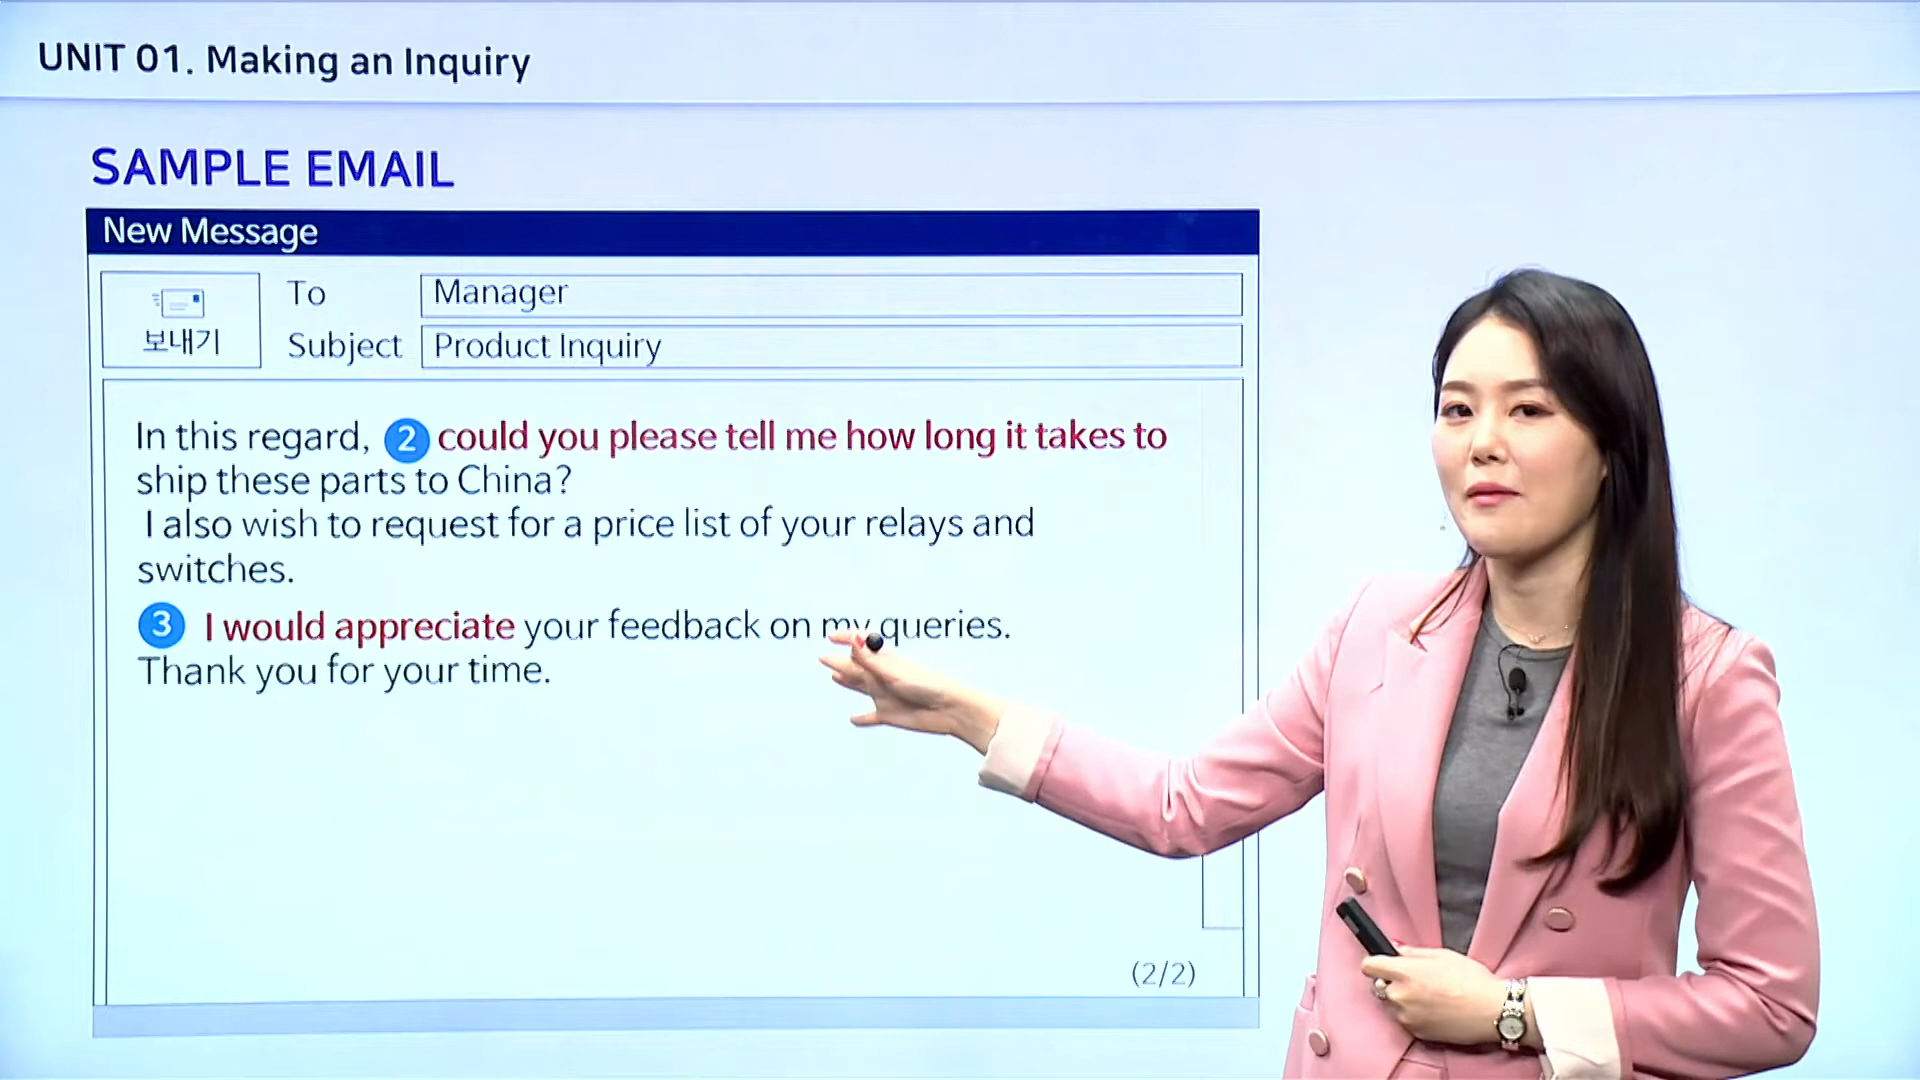 UNIT 01. Making an Inquiry
SAMPLE EMAIL
New Message
보내기
To
Manager
Subject
Product Inquiry
In this regard, 2 could you please tell me how long it takes to
ship these parts to China?
I also wish to request for a price list of your relays and
switches.
3 I would appreciate your feedback on my queries.
Thank you for your time.
(2/2)